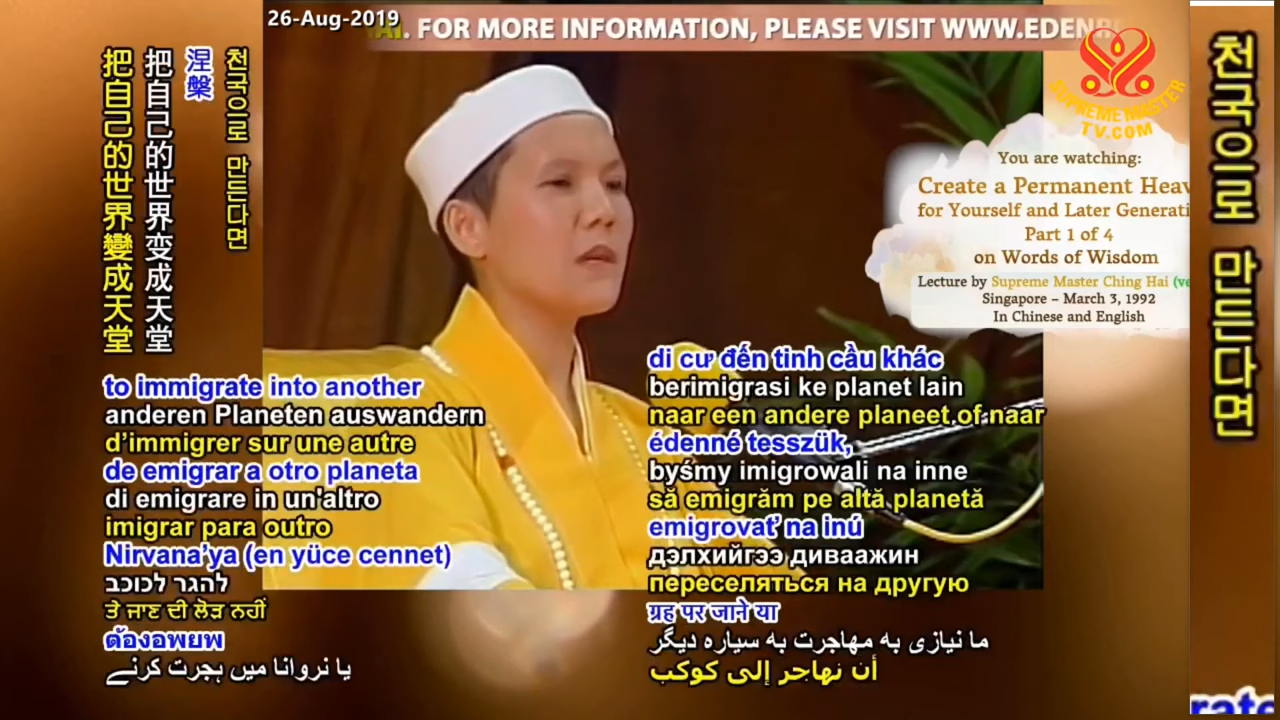 26-Aug-2019
. FOR MORE INFORMATION, PLEASE VISIT WWW.EDEN
SUPREME MASTER
TV.COM
You are watching:
Create a Permanent Heav
for Yourself and Later Generati
Part 1 of 4
on Words of Wisdom
Lecture by Supreme Master Ching Hai (ve
Singapore – March 3, 1992
In Chinese and English
천국으로 만든다면
천국으로 만든다면
涅槃
把自己的世界变成天堂
把自己的世界變成天堂
to immigrate into another
anderen Planeten auswandern
d’immigrer sur une autre
de emigrar a otro planeta
di emigrare in un'altro
imigrar para outro
Nirvana’ya (en yüce cennet)
להגר לכוכב
ਤੇ ਜਾਣ ਦੀ ਲੋੜ ਨਹੀਂ
ต้องอพยพ
یا نروانا میں ہجرت کرنے
di cư đến tinh cầu khác
berimigrasi ke planet lain
naar een andere planeet of naar
édenné tesszük,
byśmy imigrowali na inne
să emigrăm pe altă planetă
emigrovať na inú
дэлхийгээ диваажин
переселяться на другую
ग्रह पर जाने या
ما نیازی به مهاجرت به سیاره دیگر
أن نهاجر إلى كوكب